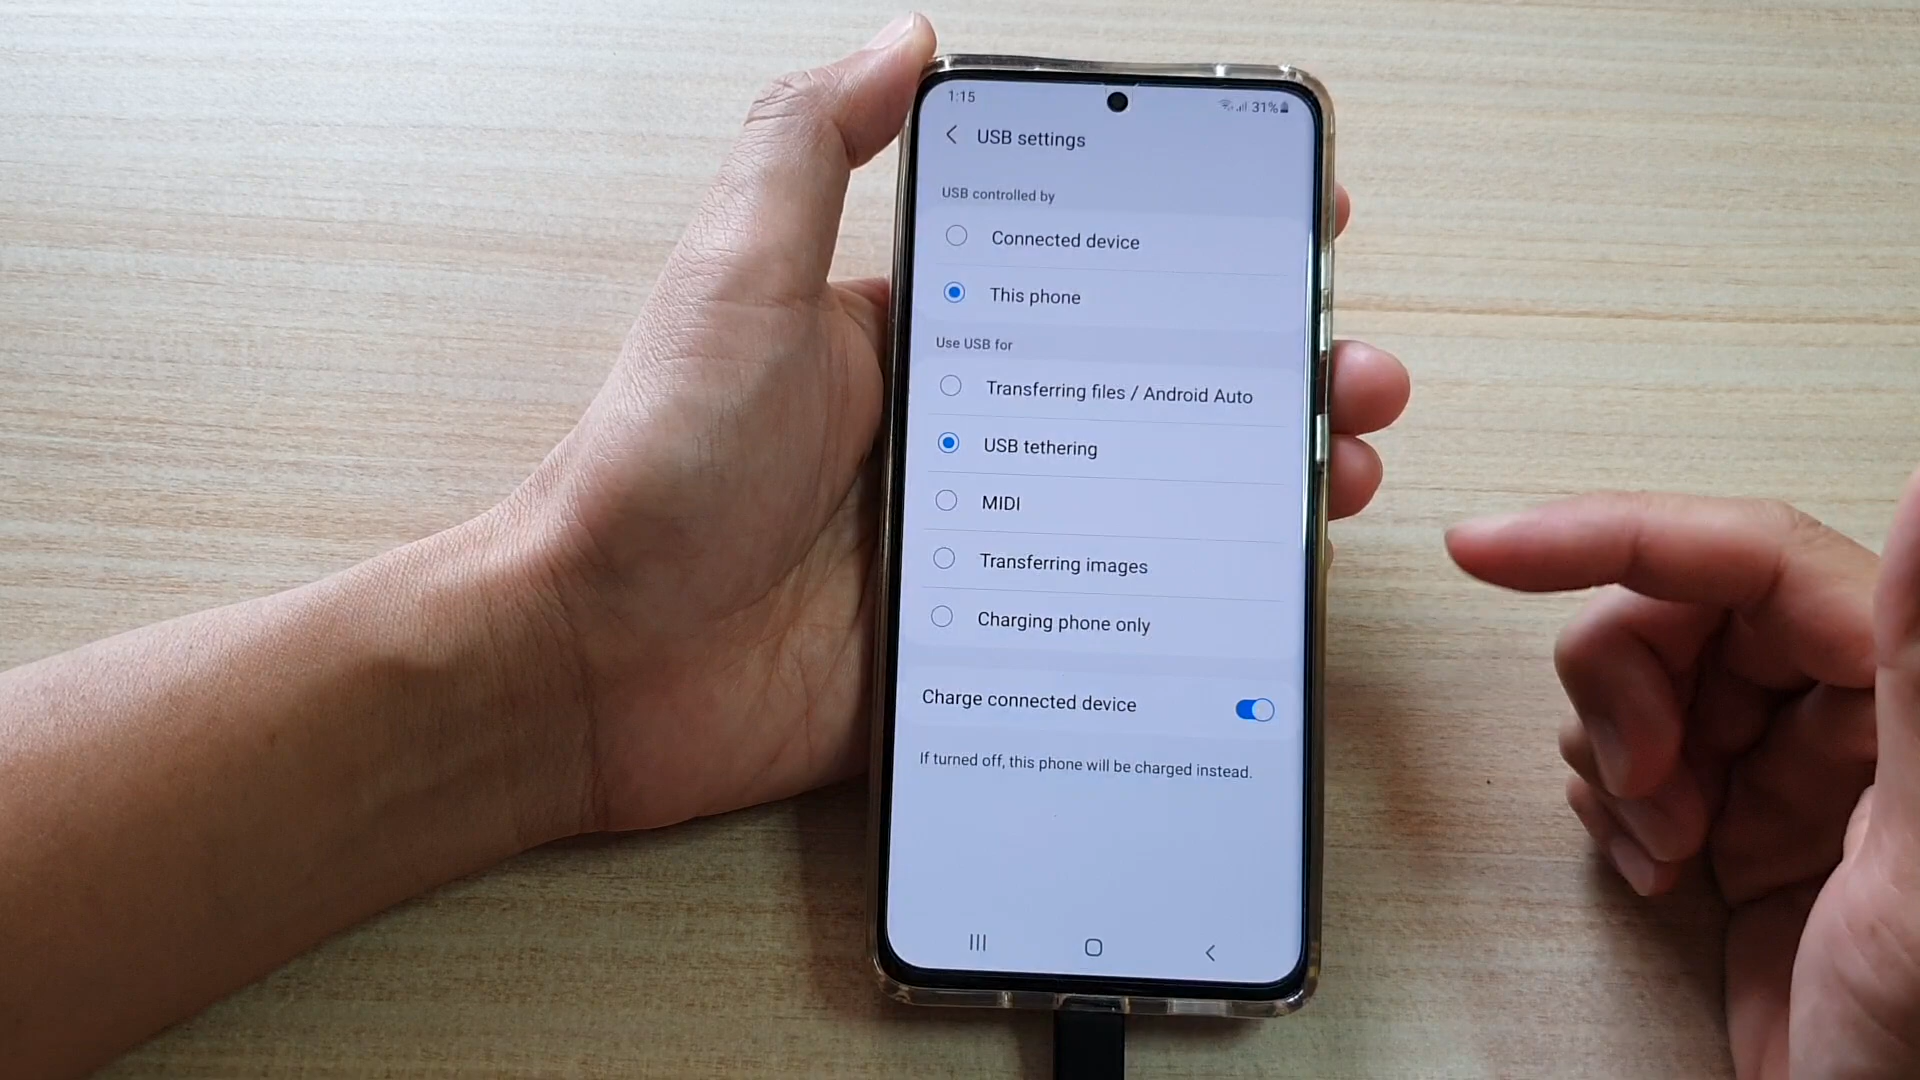 1:15
31%
USB settings
USB controlled by
Connected device
This phone
Use USB for
Transferring files / Android Auto
USB tethering
MIDI
Transferring images
Charging phone only
Charge connected device
If turned off, this phone will be charged instead.